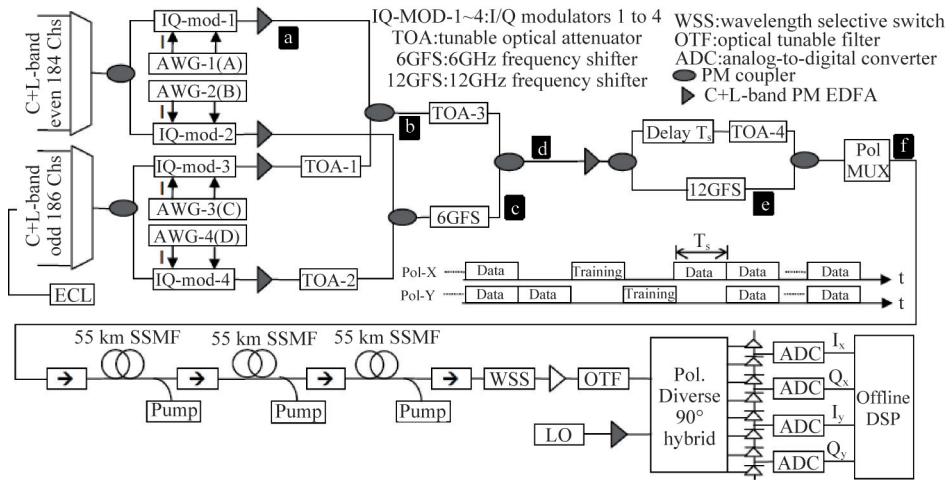 C+L-band
even 184 Chs
IQ-mod-1
a
I
AWG-1(A)
AWG-2(B)
I
IQ-mod-2
C+L-band
odd 186 Chs
IQ-mod-3
TOA-1
I
AWG-3(C)
AWG-4(D)
I
IQ-mod-4
TOA-2
ECL
b
TOA-3
6GFS
c
d
IQ-MOD-1~4:I/Q modulators 1 to 4
TOA:tunable optical attenuator
6GFS:6GHz frequency shifter
12GFS:12GHz frequency shifter
WSS:wavelength selective switch
OTF:optical tunable filter
ADC:analog-to-digital converter
PM coupler
C+L-band PM EDFA
Delay Ts
TOA-4
12GFS
e
Pol
MUX
f
Ts
Pol-X
Data
Training
Data
Data
Data
t
Pol-Y
Data
Data
Training
Data
Data
t
55 km SSMF
55 km SSMF
55 km SSMF
Pump
Pump
Pump
WSS
OTF
LO
Pol.
Diverse
90°
hybrid
ADC
Ix
ADC
Qx
ADC
Iy
ADC
Qy
Offline
DSP